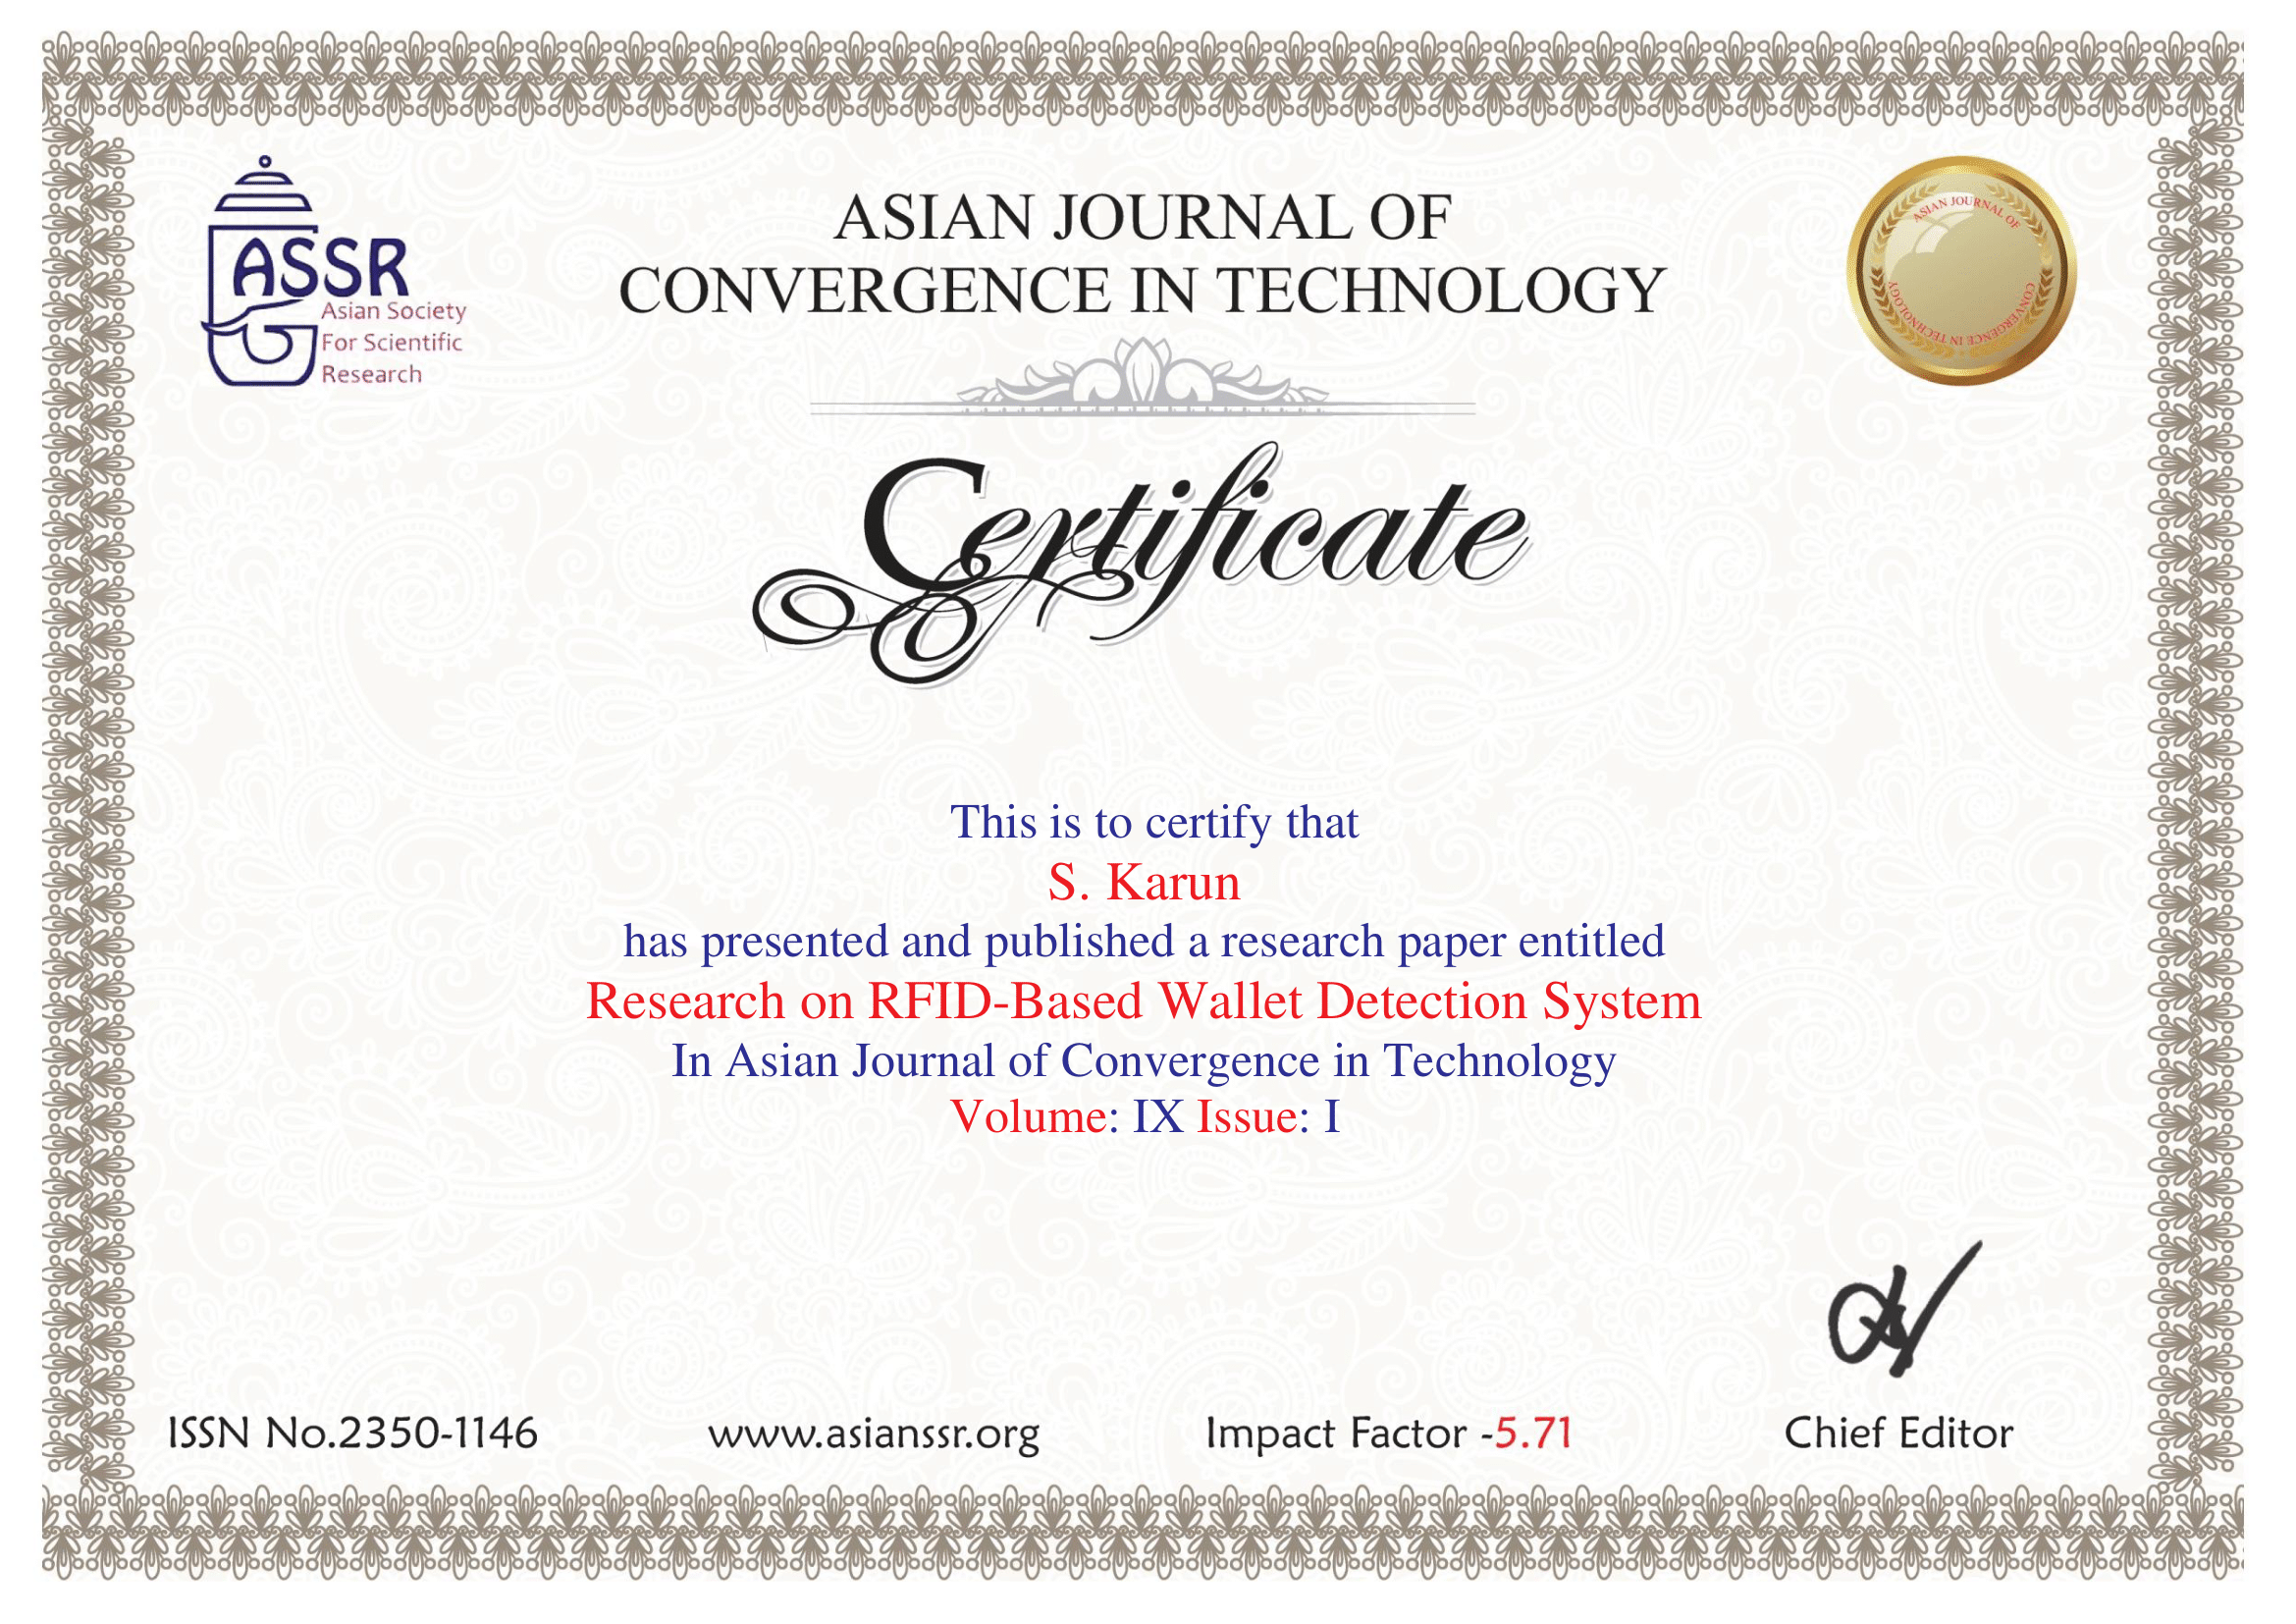 ASSR
Asian Society
For Scientific
Research
ASIAN JOURNAL OF
CONVERGENCE IN TECHNOLOGY
ASIAN JOURNAL OF
CONVERGENCE IN TECHNOLOGY
Certificate
This is to certify that
S. Karun
has presented and published a research paper entitled
Research on RFID-Based Wallet Detection System
In Asian Journal of Convergence in Technology
Volume: IX Issue: I
ISSN No.2350-1146
www.asianssr.org
Impact Factor -5.71
Chief Editor